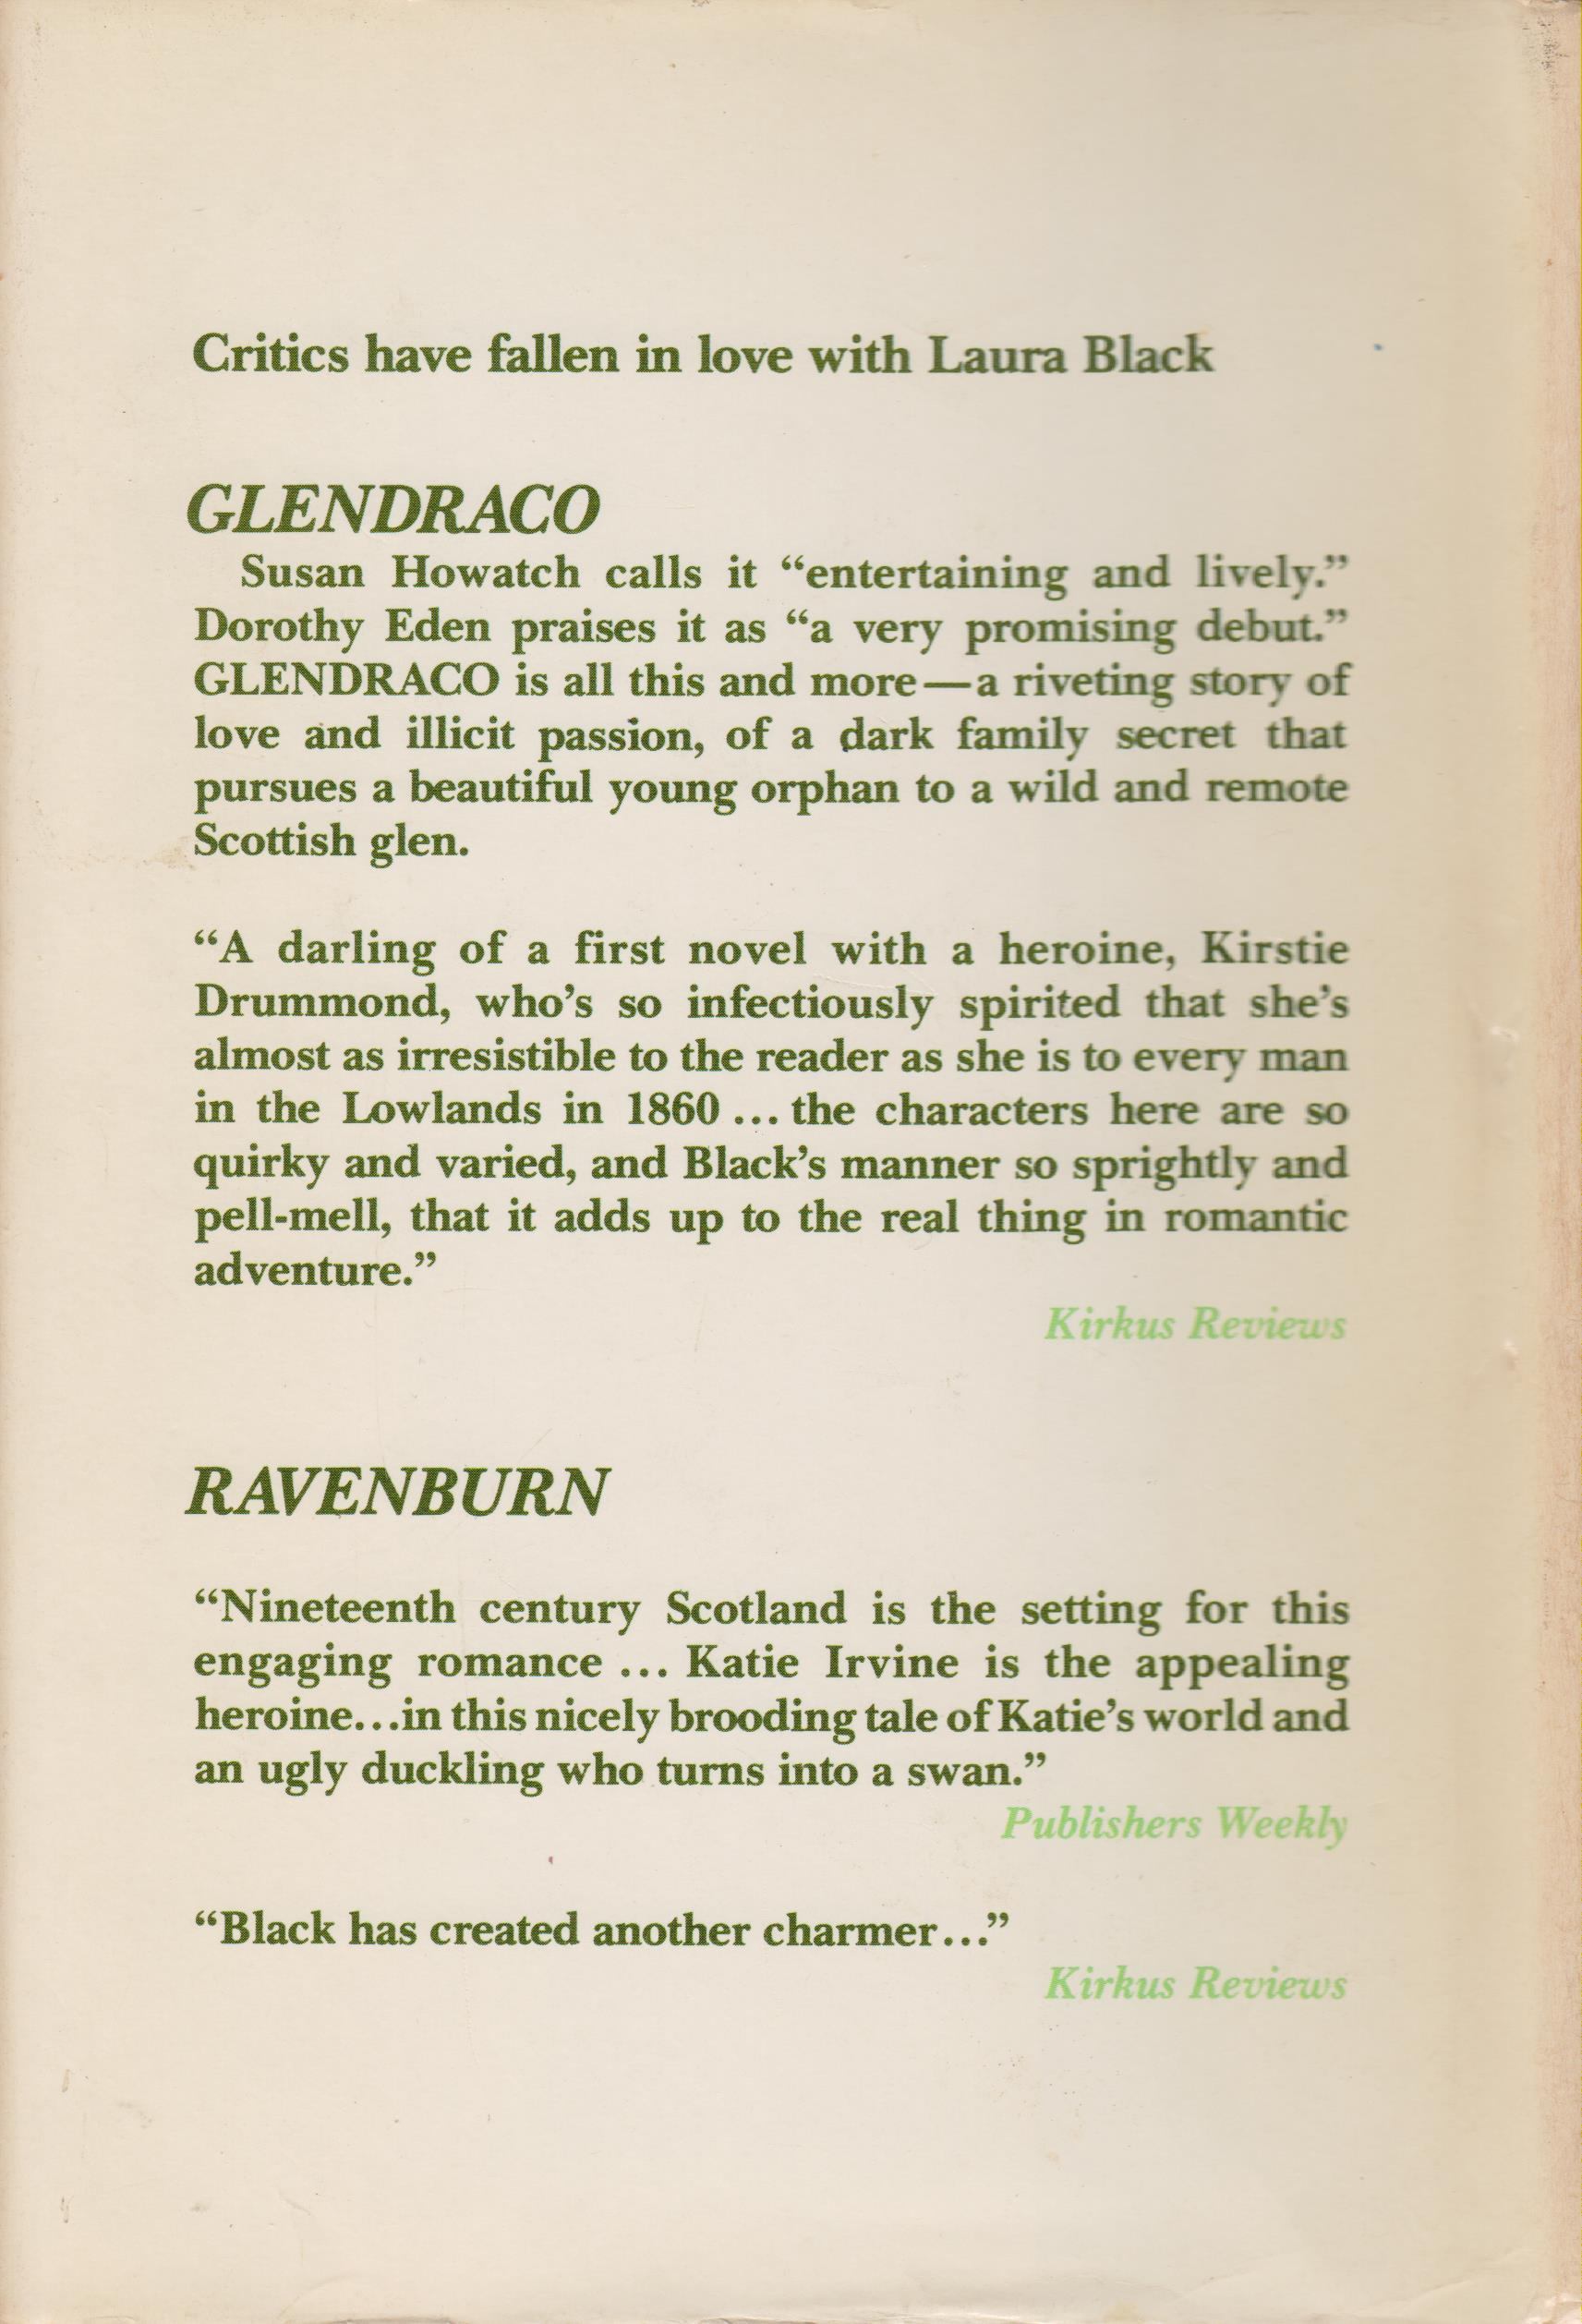 Critics have fallen in love with Laura Black
GLENDRACO
Susan Howatch calls it “entertaining and lively.”
Dorothy Eden praises it as “a very promising debut.”
GLENDRACO is all this and more—a riveting story of
love and illicit passion, of a dark family secret that
pursues a beautiful young orphan to a wild and remote
Scottish glen.
“A darling of a first novel with a heroine, Kirstie
Drummond, who’s so infectiously spirited that she’s
almost as irresistible to the reader as she is to every man
in the Lowlands in 1860 ... the characters here are so
quirky and varied, and Black’s manner so sprightly and
pell-mell, that it adds up to the real thing in romantic
adventure.”
Kirkus Reviews
RAVENBURN
“Nineteenth century Scotland is the setting for this
engaging romance ... Katie Irvine is the appealing
heroine...in this nicely brooding tale of Katie’s world and
an ugly duckling who turns into a swan.”
Publishers Weekly
“Black has created another charmer...”
Kirkus Reviews